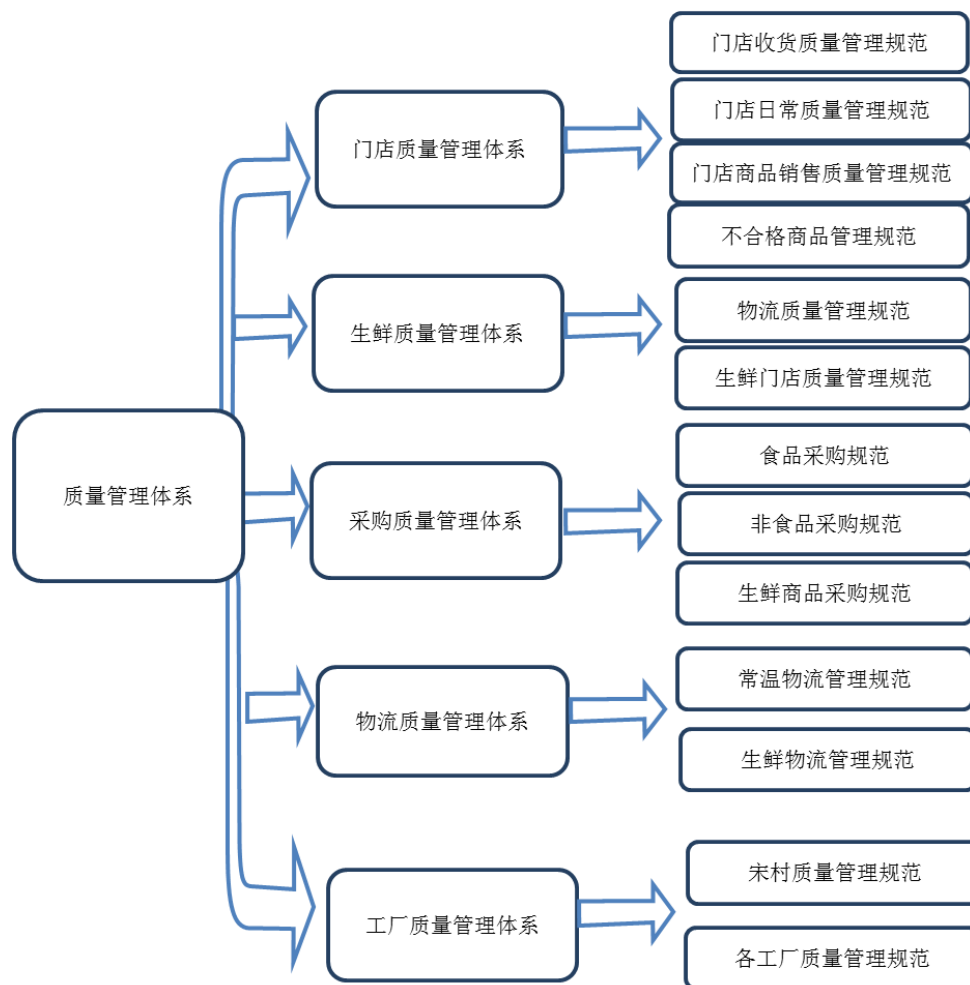 质量管理体系
门店质量管理体系
门店收货质量管理规范
门店日常质量管理规范
门店商品销售质量管理规范
不合格商品管理规范
生鲜质量管理体系
物流质量管理规范
生鲜门店质量管理规范
采购质量管理体系
食品采购规范
非食品采购规范
生鲜商品采购规范
物流质量管理体系
常温物流管理规范
生鲜物流管理规范
工厂质量管理体系
宋村质量管理规范
各工厂质量管理规范